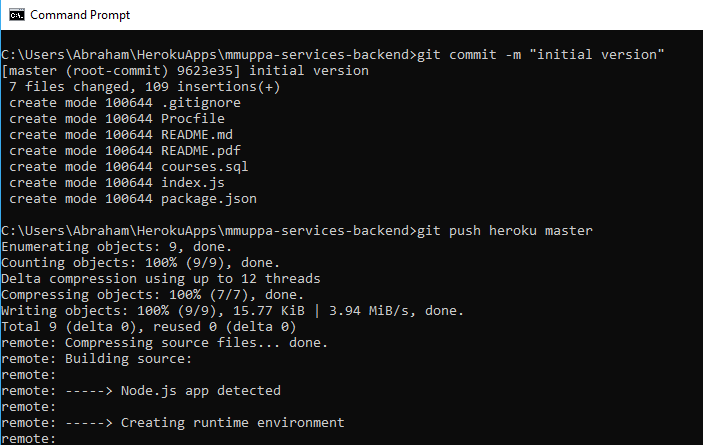 Command Prompt
C:\Users\Abraham\HerokuApps\mmuppa-services-backend>git commit -m "initial version"
[master (root-commit) 9623e35] initial version
 7 files changed, 109 insertions(+)
 create mode 100644 .gitignore
 create mode 100644 Procfile
 create mode 100644 README.md
 create mode 100644 README.pdf
 create mode 100644 courses.sql
 create mode 100644 index.js
 create mode 100644 package.json
C:\Users\Abraham\HerokuApps\mmuppa-services-backend>git push heroku master
Enumerating objects: 9, done.
Counting objects: 100% (9/9), done.
Delta compression using up to 12 threads
Compressing objects: 100% (7/7), done.
Writing objects: 100% (9/9), 15.77 KiB | 3.94 MiB/s, done.
Total 9 (delta 0), reused 0 (delta 0)
remote: Compressing source files... done.
remote: Building source:
remote:
remote: -----> Node.js app detected
remote:
remote: -----> Creating runtime environment
remote: